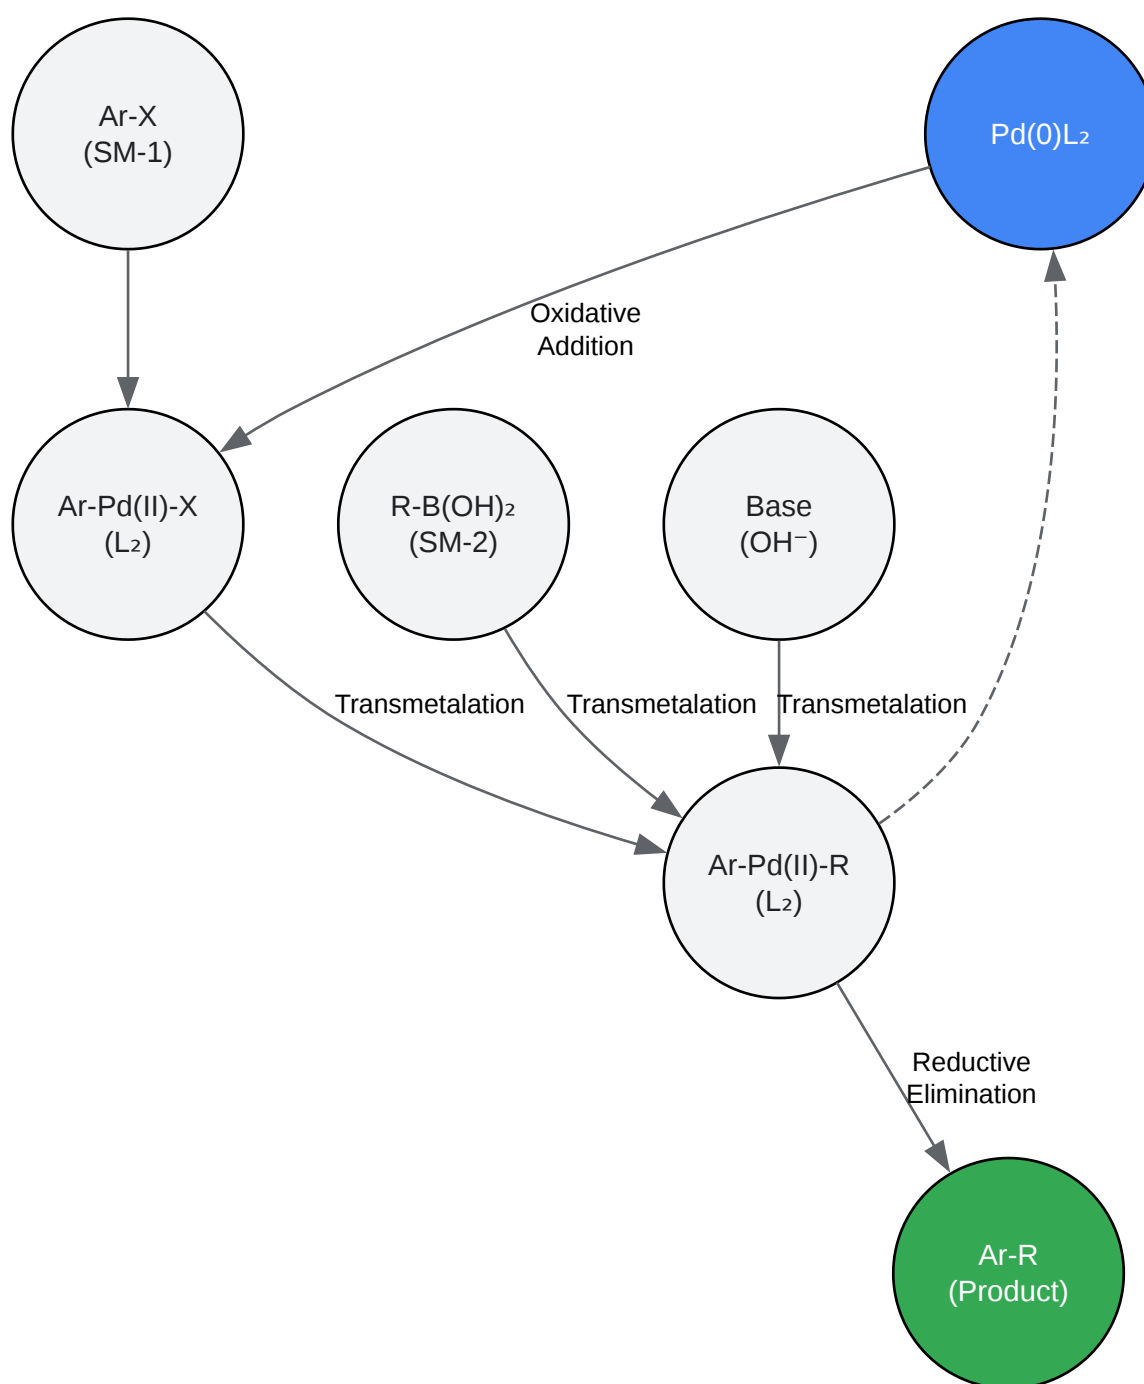 Ar-X
(SM-1)
Pd(0)L₂
Oxidative
Addition
Ar-Pd(II)-X
(L₂)
R-B(OH)₂
(SM-2)
Base
(OH⁻)
Transmetalation
Transmetalation
Transmetalation
Ar-Pd(II)-R
(L₂)
Reductive
Elimination
Ar-R
(Product)